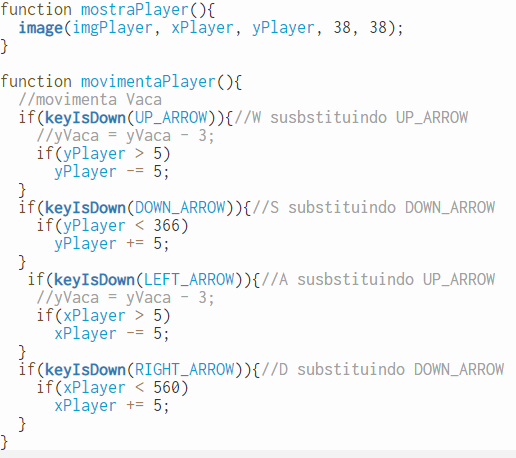 function mostraPlayer(){
  image(imgPlayer, xPlayer, yPlayer, 38, 38);
}

function movimentaPlayer(){
  //movimenta Vaca
  if(keyIsDown(UP_ARROW)){//W susbstituindo UP_ARROW
    //yVaca = yVaca - 3;
    if(yPlayer > 5)
      yPlayer -= 5;
  }
  if(keyIsDown(DOWN_ARROW)){//S substituindo DOWN_ARROW
    if(yPlayer < 366)
      yPlayer += 5;
  }
   if(keyIsDown(LEFT_ARROW)){//A susbstituindo UP_ARROW
    //yVaca = yVaca - 3;
    if(xPlayer > 5)
      xPlayer -= 5;
  }
  if(keyIsDown(RIGHT_ARROW)){//D substituindo DOWN_ARROW
    if(xPlayer < 560)
      xPlayer += 5;
  }
}